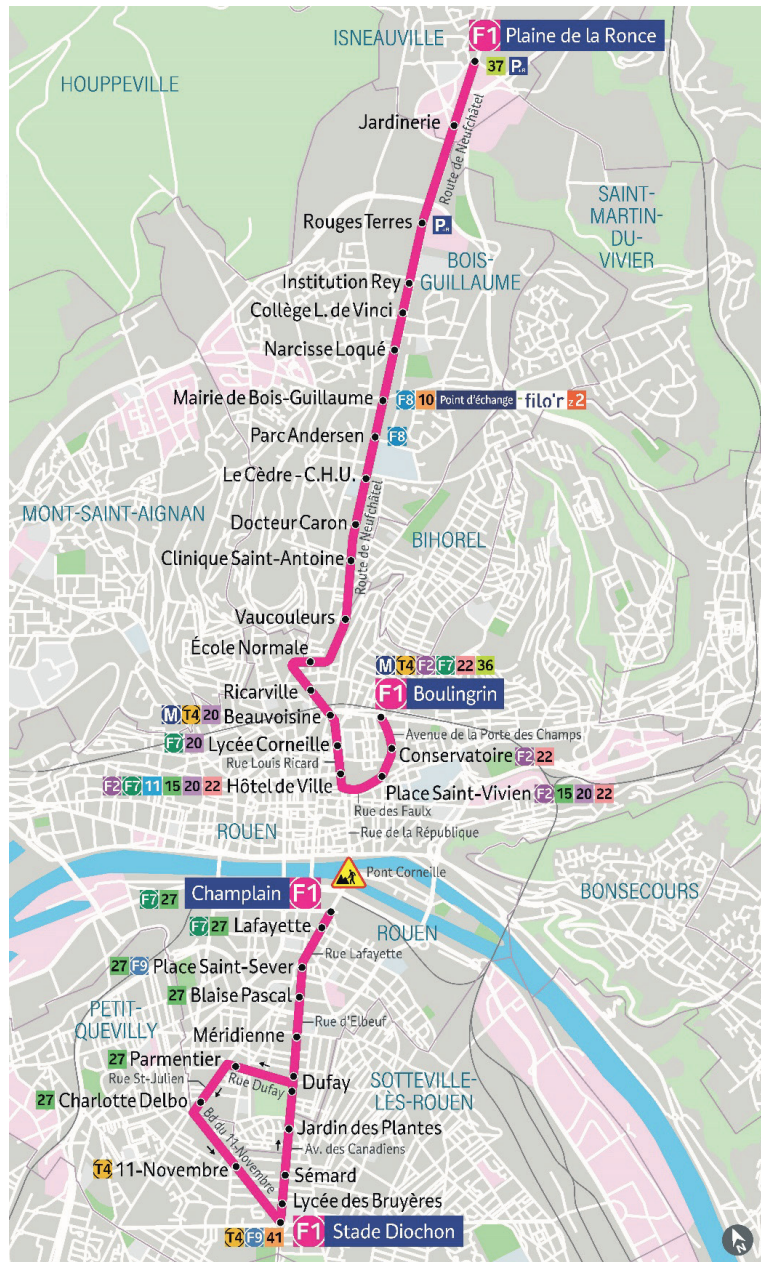 ISNEAUVILLE
F1 Plaine de la Ronce
37 P+R
HOUPPEVILLE
Jardinerie
Route de Neufchâtel
SAINT-
MARTIN-
DU-
VIVIER
Rouges Terres P+R
BOIS-
GUILLAUME
Institution Rey
Collège L. de Vinci
Narcisse Loqué
Mairie de Bois-Guillaume F8 10 Point d'échange filo'r z2
Parc Andersen F8
Le Cèdre - C.H.U.
Route de Neufchâtel
MONT-SAINT-AIGNAN
Docteur Caron
BIHOREL
Clinique Saint-Antoine
Vaucouleurs
École Normale
M T4 F2 F7 22 36
Ricarville
F1 Boulingrin
M T4 20 Beauvoisine
Avenue de la Porte des Champs
F7 20 Lycée Corneille
Conservatoire F2 22
Rue Louis Ricard
F2 F7 11 15 20 22 Hôtel de Ville
Place Saint-Vivien F2 15 20 22
Rue des Faulx
ROUEN
Rue de la République
Pont Corneille
BONSECOURS
F7 27 Champlain F1
F7 27 Lafayette
ROUEN
Rue Lafayette
27 F9 Place Saint-Sever
27 Blaise Pascal
PETIT-
QUEVILLY
Rue d'Elbeuf
Méridienne
27 Parmentier
Rue St-Julien
Rue Dufay
Dufay
SOTTEVILLE-
LÈS-ROUEN
27 Charlotte Delbo
Bd du 11-Novembre
Jardin des Plantes
Av. des Canadiens
T4 11-Novembre
Sémard
Lycée des Bruyères
T4 F9 41
F1 Stade Diochon
N